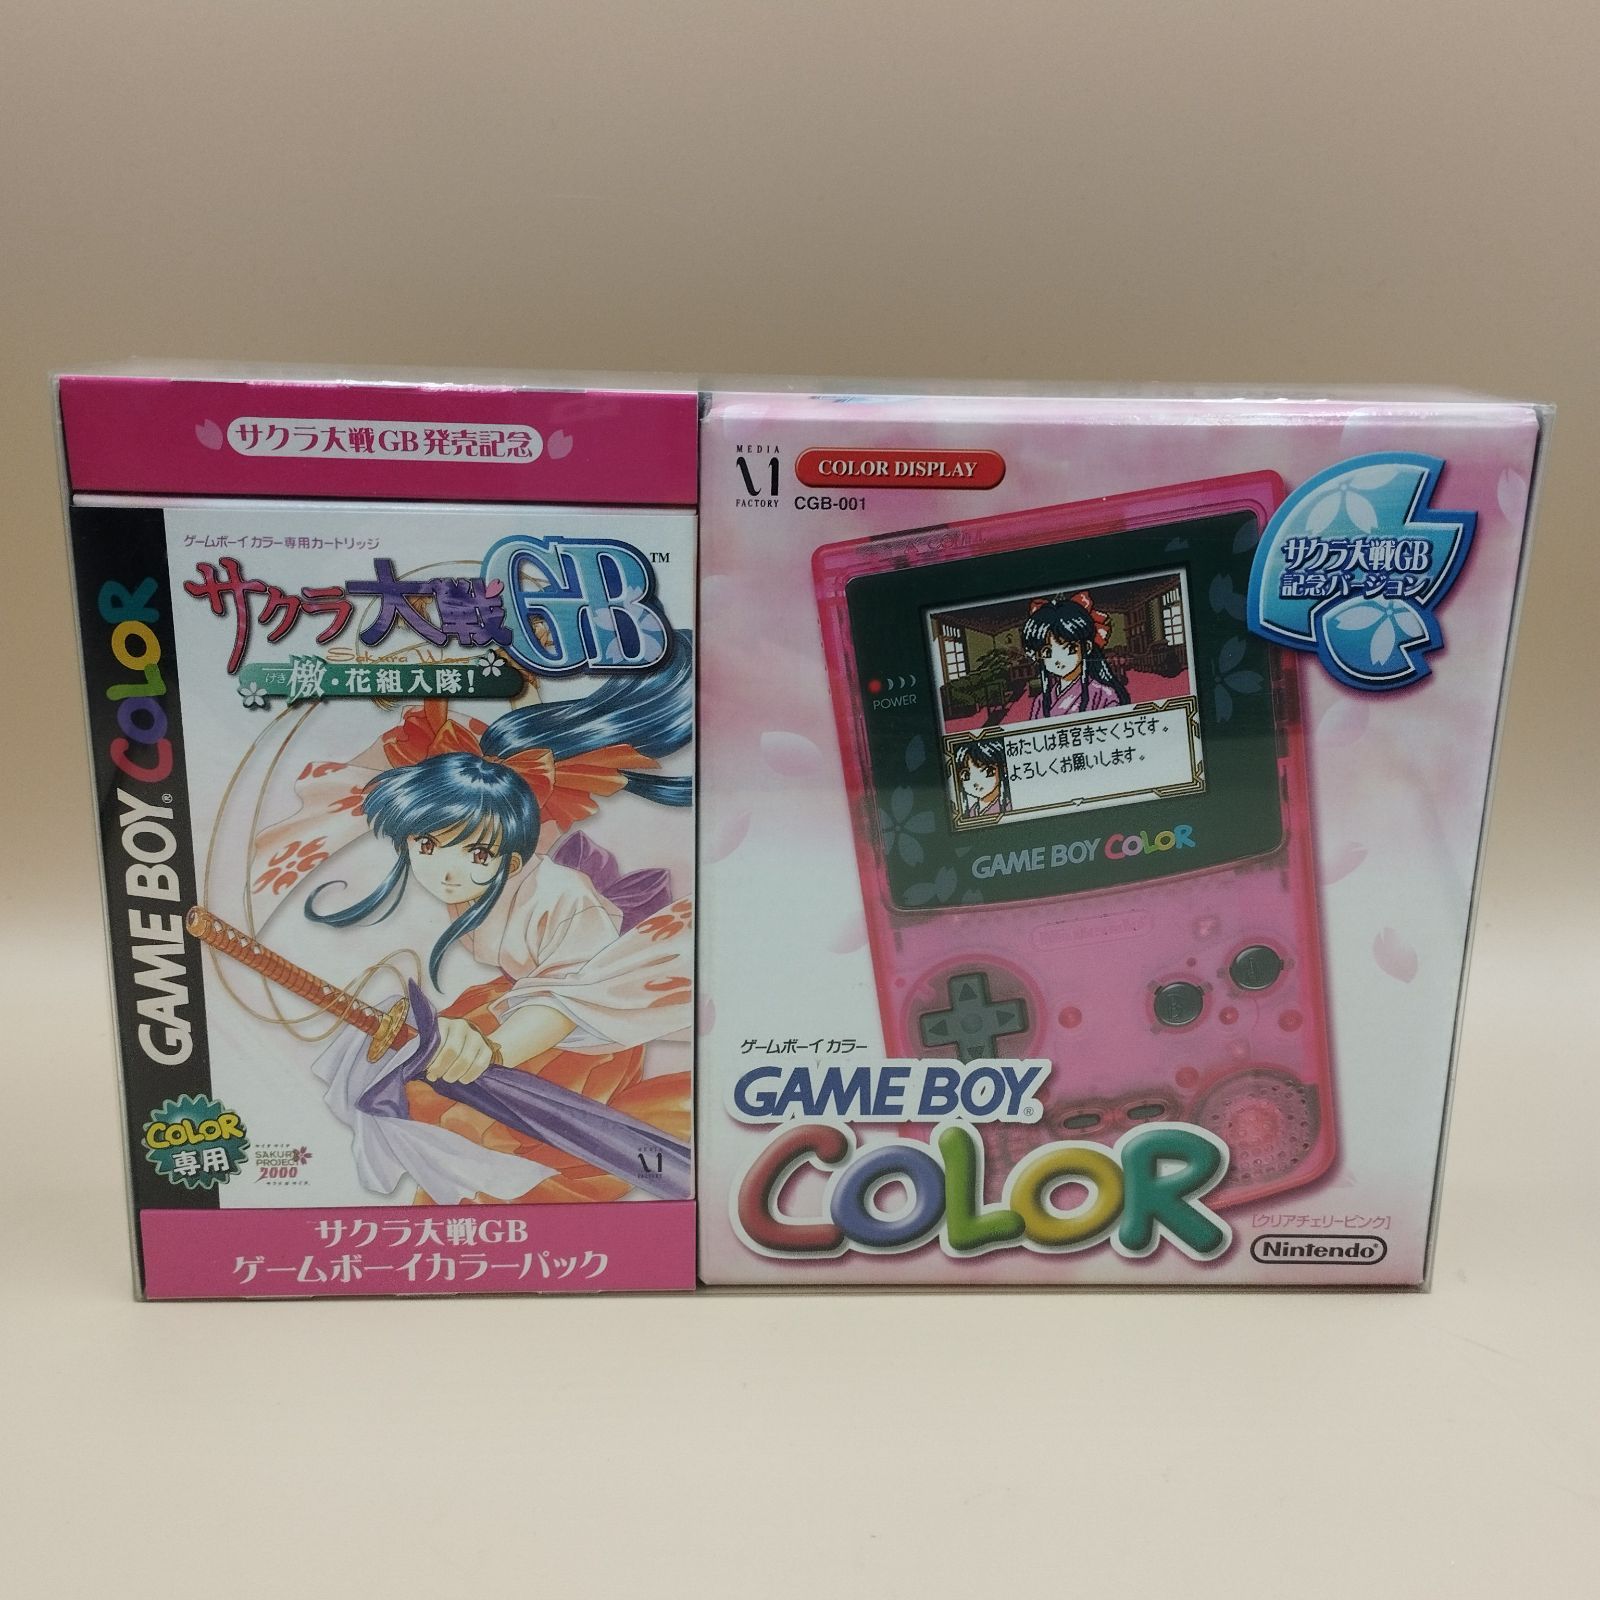 サクラ大戦GB 発売記念
ゲームボーイ カラー専用カートリッジ
サクラ大戦GB™
Sakura Wars
檄・花組入隊!
げき
GAME BOY® COLOR
COLOR
専用
サクラ大戦GB
ゲームボーイカラーパック
MEDIA
FACTORY
MEDIA
FACTORY
COLOR DISPLAY
CGB-001
サクラ大戦GB
記念バージョン
POWER
あたしは真宮寺さくらです。
よろしくお願いします。
GAME BOY COLOR
Nintendo
ゲームボーイ カラー
GAME BOY®
COLOR
[クリアチェリーピンク]
Nintendo®
PROJECT
2000